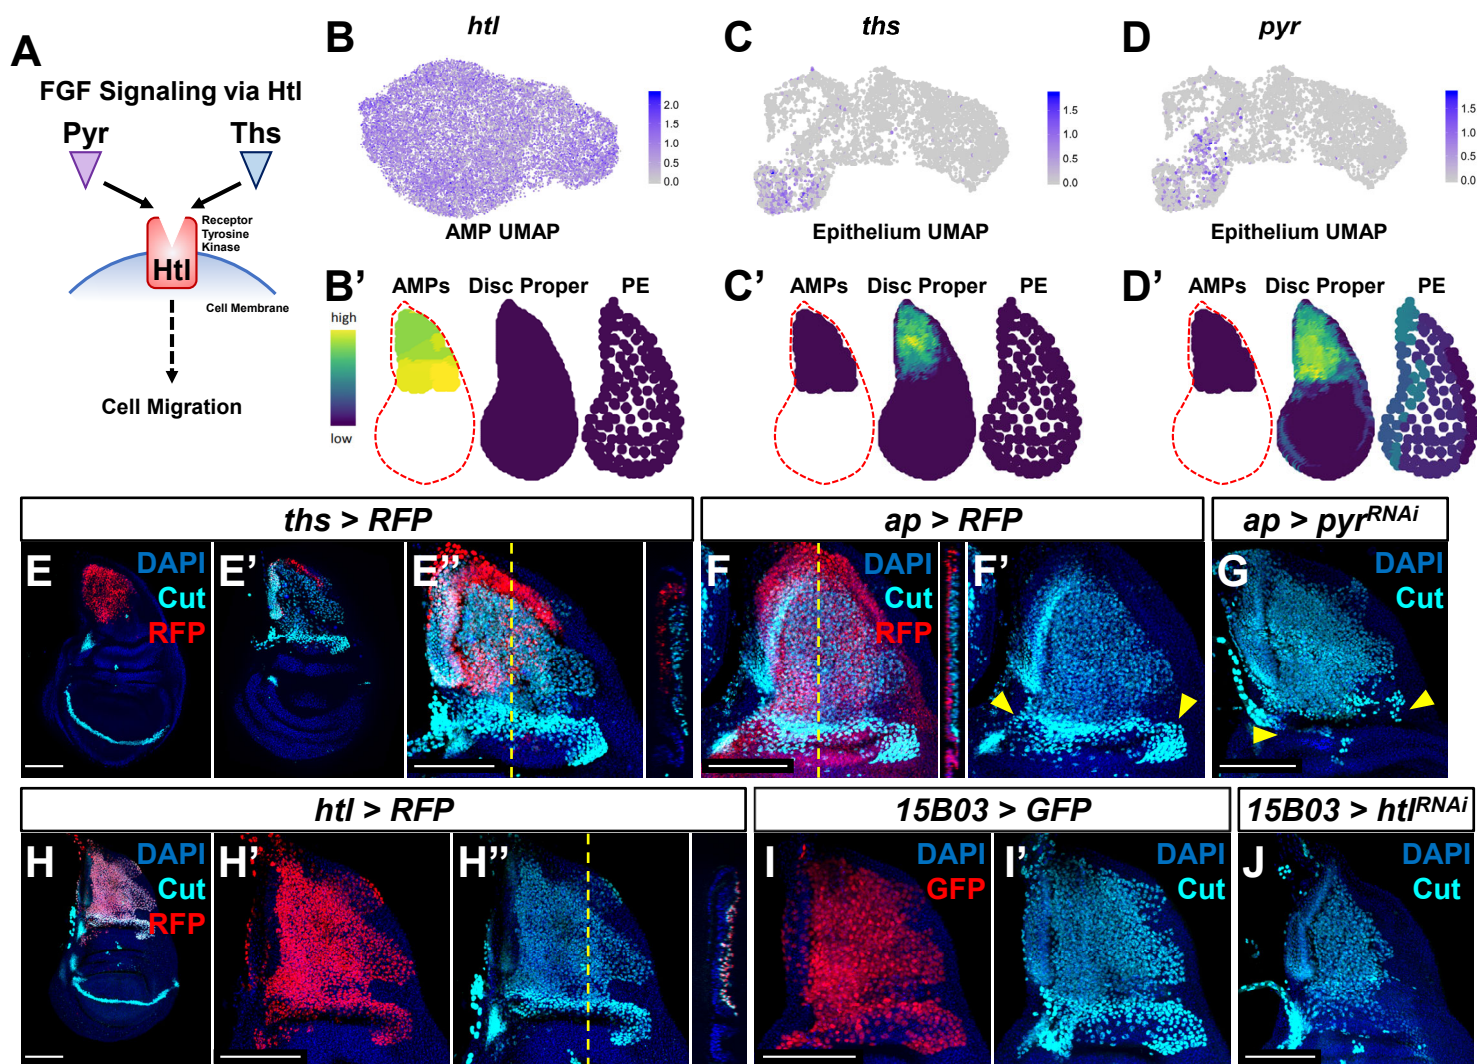 A
FGF Signaling via Htl
Pyr
Ths
Receptor
Tyrosine
Kinase
Htl
Cell Membrane
Cell Migration
B
htl
2.0
1.5
1.0
0.5
0.0
AMP UMAP
C
ths
1.5
1.0
0.5
0.0
Epithelium UMAP
D
pyr
1.5
1.0
0.5
0.0
Epithelium UMAP
B’
AMPs
Disc Proper
PE
high
low
C’
AMPs
Disc Proper
PE
D’
AMPs
Disc Proper
PE
ths > RFP
ap > RFP
ap > pyrRNAi
E
DAPI
Cut
RFP
E’
E’’
F
DAPI
Cut
RFP
F’
G
DAPI
Cut
htl > RFP
15B03 > GFP
15B03 > htlRNAi
H
DAPI
Cut
RFP
H’
H’’
I
DAPI
GFP
I’
DAPI
Cut
J
DAPI
Cut